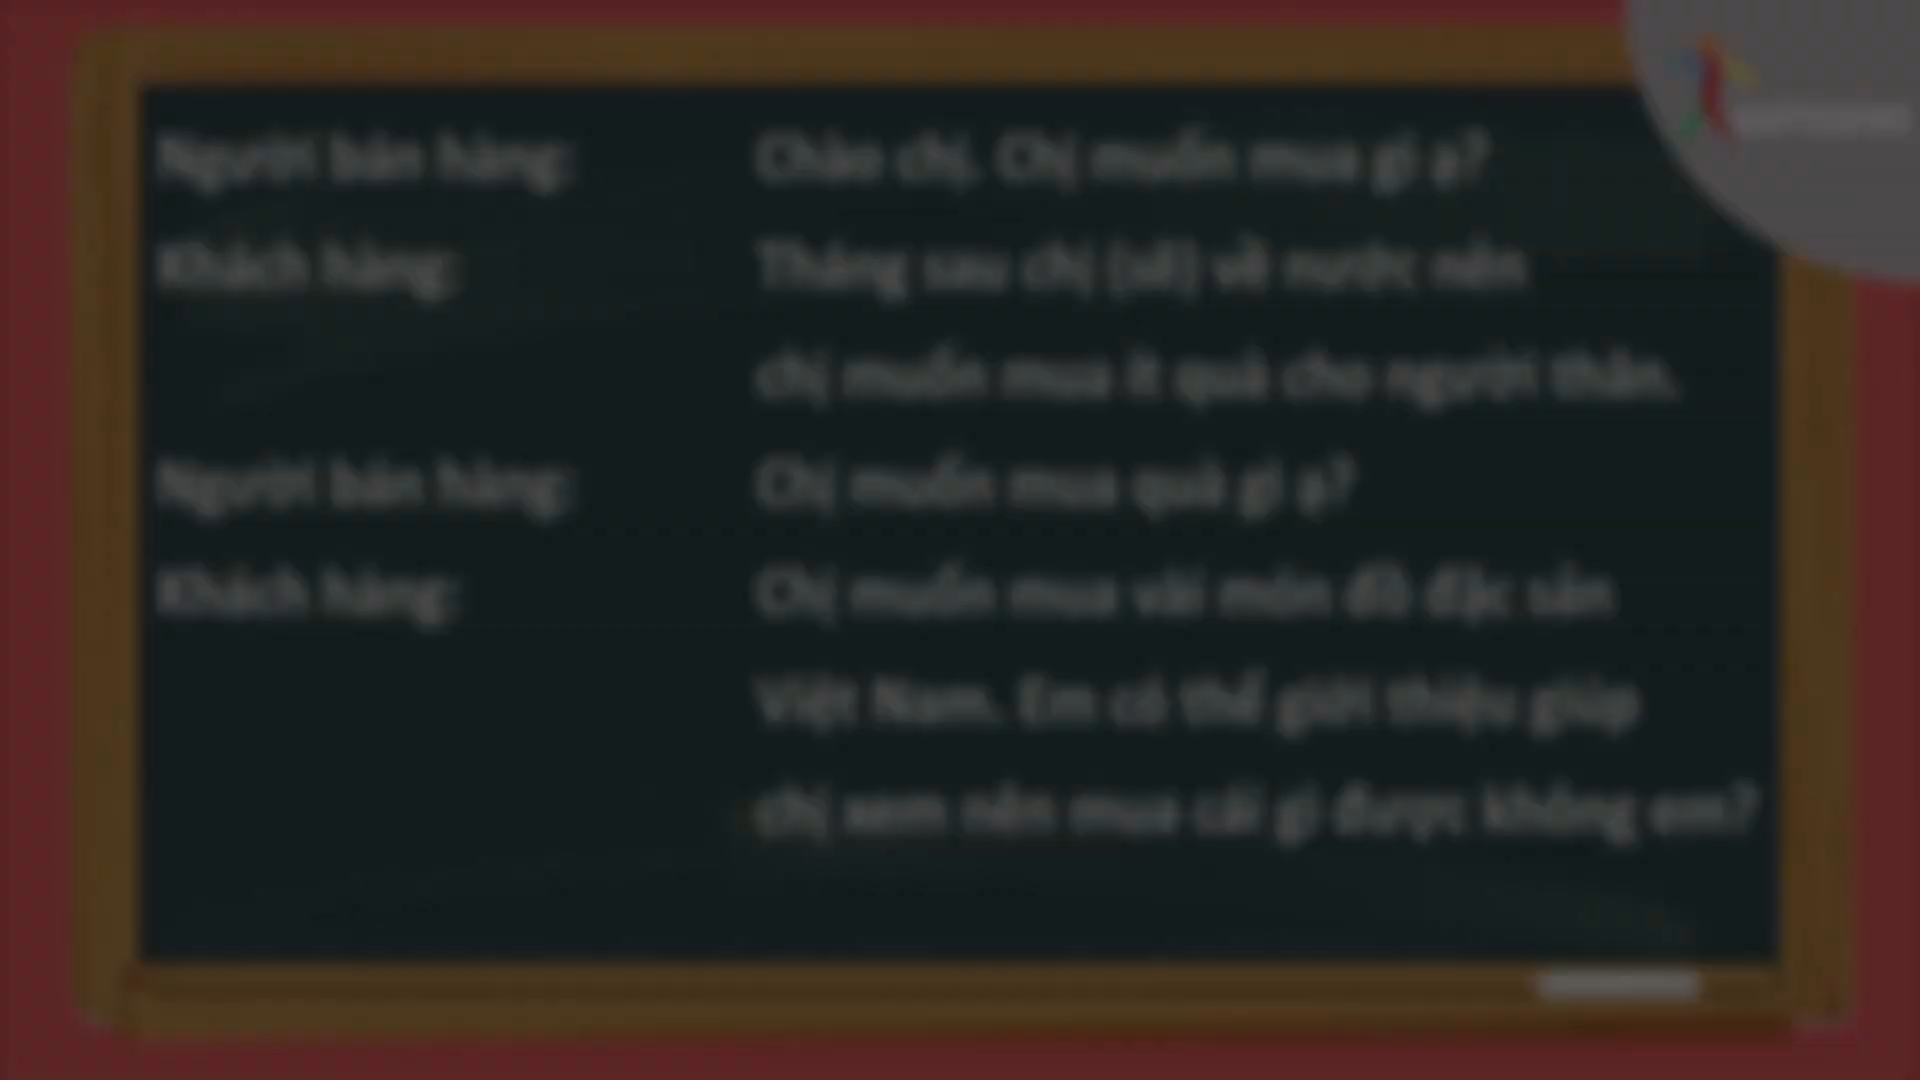 Người bán hàng: Chào chị. Chị muốn mua gì ạ?
Khách hàng: Tháng sau chị (sẽ) về nước nên
chị muốn mua ít quà cho người thân.
Người bán hàng: Chị muốn mua quà gì ạ?
Khách hàng: Chị muốn mua vài món đồ đặc sản
Việt Nam. Em có thể giới thiệu giúp
chị xem nên mua cái gì được không em?